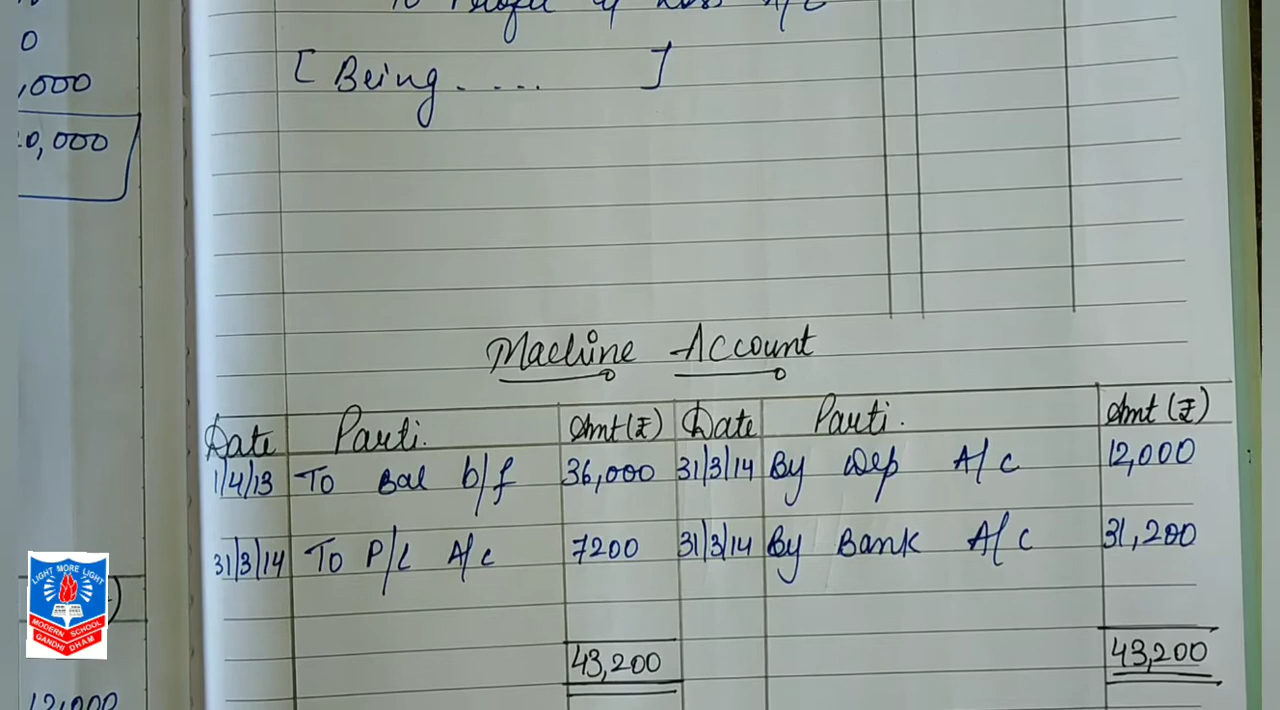 0
,000
0,000
[ Being..... ]
Machine Account
Date Parti. Amt (₹) Date Parti. Amt (₹)
1/4/13 To Bal b/f 36,000 31/3/14 By Dep A/c 12,000
31/3/14 To P/L A/c 7200 31/3/14 By Bank A/c 31,200
43,200 43,200
12,000
LIGHT MORE LIGHT
MODERN SCHOOL
GANDHI DHAM